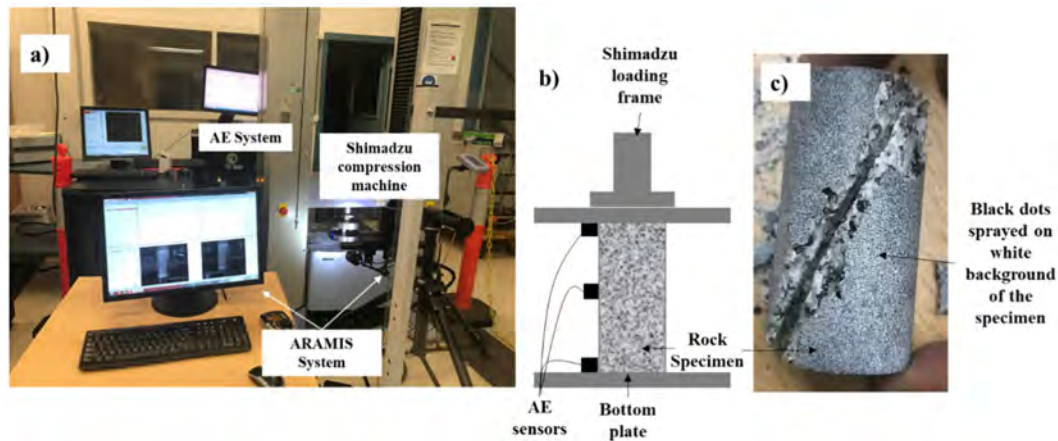 a)
AE System
Shimadzu
compression
machine
ARAMIS
System
b)
Shimadzu
loading
frame
Rock
Specimen
AE
sensors
Bottom
plate
c)
Black dots
sprayed on
white
background
of the
specimen